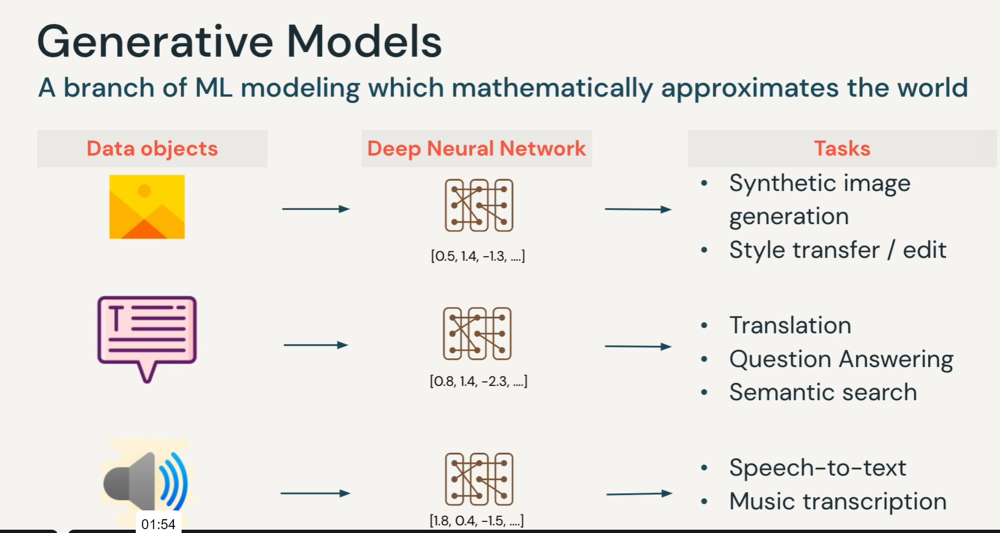 Generative Models
A branch of ML modeling which mathematically approximates the world
Data objects
Deep Neural Network
Tasks
[0.5, 1.4, -1.3, ....]
• Synthetic image
generation
• Style transfer / edit
T
[0.8, 1.4, -2.3, ....]
• Translation
• Question Answering
• Semantic search
[1.8, 0.4, -1.5, ....]
• Speech-to-text
• Music transcription
01:54